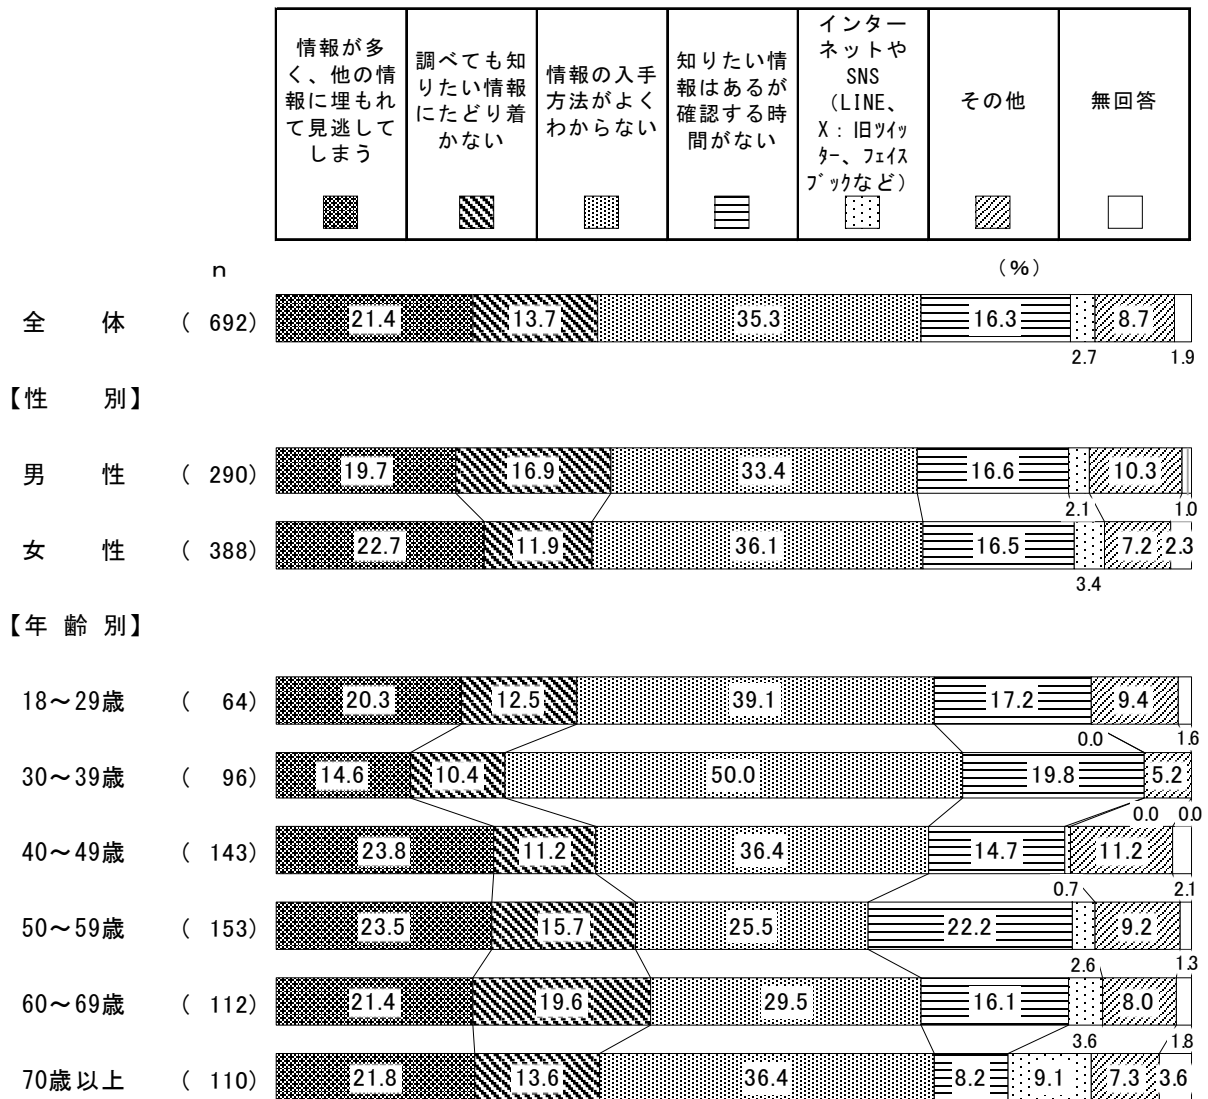 情報が多
く、他の情
報に埋もれ
て見逃して
しまう
調べても知
りたい情報
にたどり着
かない
情報の入手
方法がよく
わからない
知りたい情
報はあるが
確認する時
間がない
インター
ネットや
SNS
（LINE、
X：旧ﾂｲｯ
ﾀｰ、ﾌｪｲｽ
ﾌﾞｯｸなど）
その他
無回答
n
（%）
全 体 ( 692) 21.4 13.7 35.3 16.3 8.7
2.7 1.9
【性 別】
男 性 ( 290) 19.7 16.9 33.4 16.6 10.3
2.1 1.0
女 性 ( 388) 22.7 11.9 36.1 16.5 7.2 2.3
3.4
【年 齢 別】
18～29歳 ( 64) 20.3 12.5 39.1 17.2 9.4
0.0 1.6
30～39歳 ( 96) 14.6 10.4 50.0 19.8 5.2
0.0 0.0
40～49歳 ( 143) 23.8 11.2 36.4 14.7 11.2
0.7 2.1
50～59歳 ( 153) 23.5 15.7 25.5 22.2 9.2
2.6 1.3
60～69歳 ( 112) 21.4 19.6 29.5 16.1 8.0
3.6 1.8
70歳以上 ( 110) 21.8 13.6 36.4 8.2 9.1 7.3 3.6